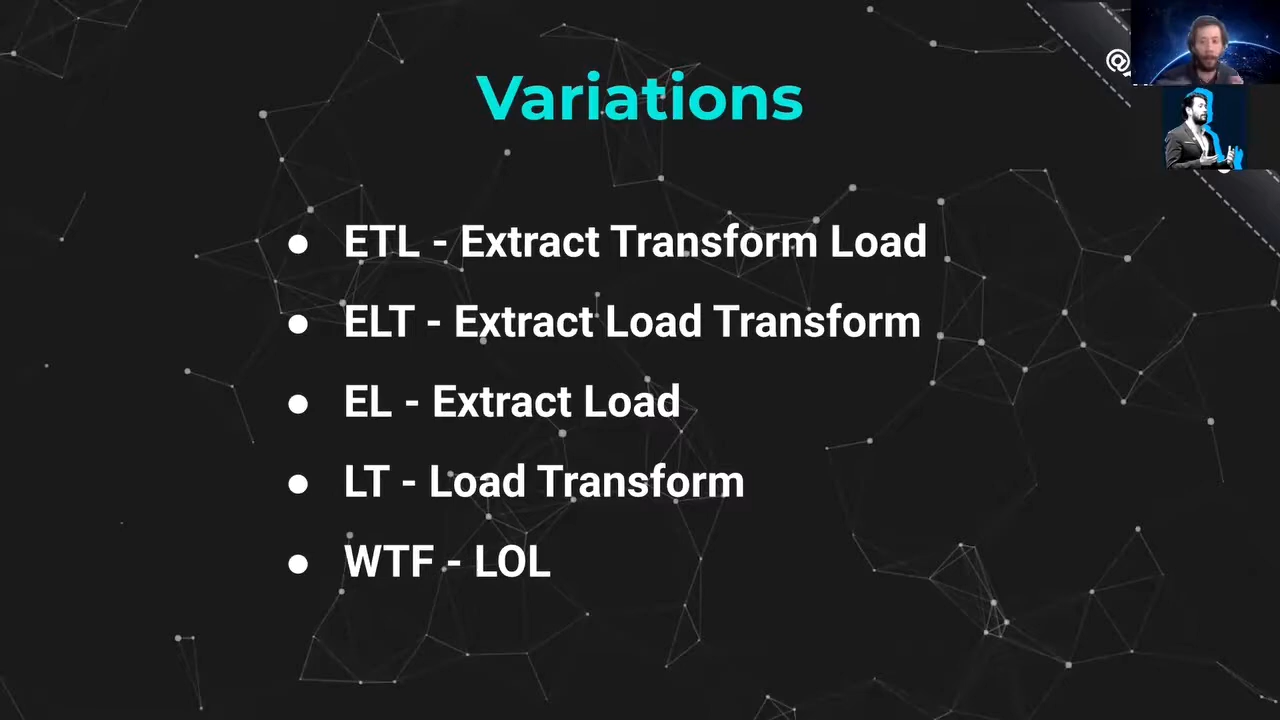 Variations
● ETL - Extract Transform Load
● ELT - Extract Load Transform
● EL - Extract Load
● LT - Load Transform
● WTF - LOL
@